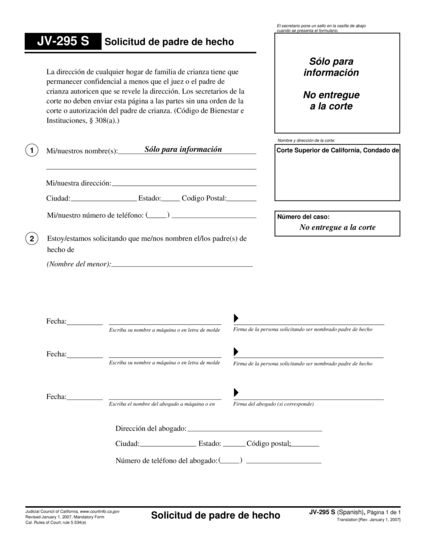 El secretario pone un sello en la casilla de abajo
cuando se presenta el formulario.
JV-295 S Solicitud de padre de hecho
La dirección de cualquier hogar de familia de crianza tiene que
permanecer confidencial a menos que el juez o el padre de
crianza autoricen que se revele la dirección. Los secretarios de la
corte no deben enviar esta página a las partes sin una orden de la
corte o autorización del padre de crianza. (Código de Bienestar e
Instituciones, § 308(a).)
Sólo para
información
No entregue
a la corte
Nombre y dirección de la corte:
Corte Superior de California, Condado de
Número del caso:
No entregue a la corte
1 Mi/nuestros nombre(s): Sólo para información
Mi/nuestra dirección:
Ciudad: Estado: Codigo Postal:
Mi/nuestro número de teléfono: ( )
2 Estoy/estamos solicitando que me/nos nombren el/los padre(s) de
hecho de
(Nombre del menor):
Fecha:
Escriba su nombre a máquina o en letra de molde Firma de la persona solicitando ser nombrado padre de hecho
Fecha:
Escriba su nombre a máquina o en letra de molde Firma de la persona solicitando ser nombrado padre de hecho
Fecha:
Escriba el nombre del abogado a máquina o en Firma del abogado (si corresponde)
Dirección del abogado:
Ciudad: Estado: Código postal:
Número de teléfono del abogado: ( )
Judicial Council of California, www.courtinfo.ca.gov
Revised January 1, 2007, Mandatory Form
Cal. Rules of Court, rule 5.534(e)
Solicitud de padre de hecho
JV-295 S (Spanish), Página 1 de 1
Translation [Rev. January 1, 2007]